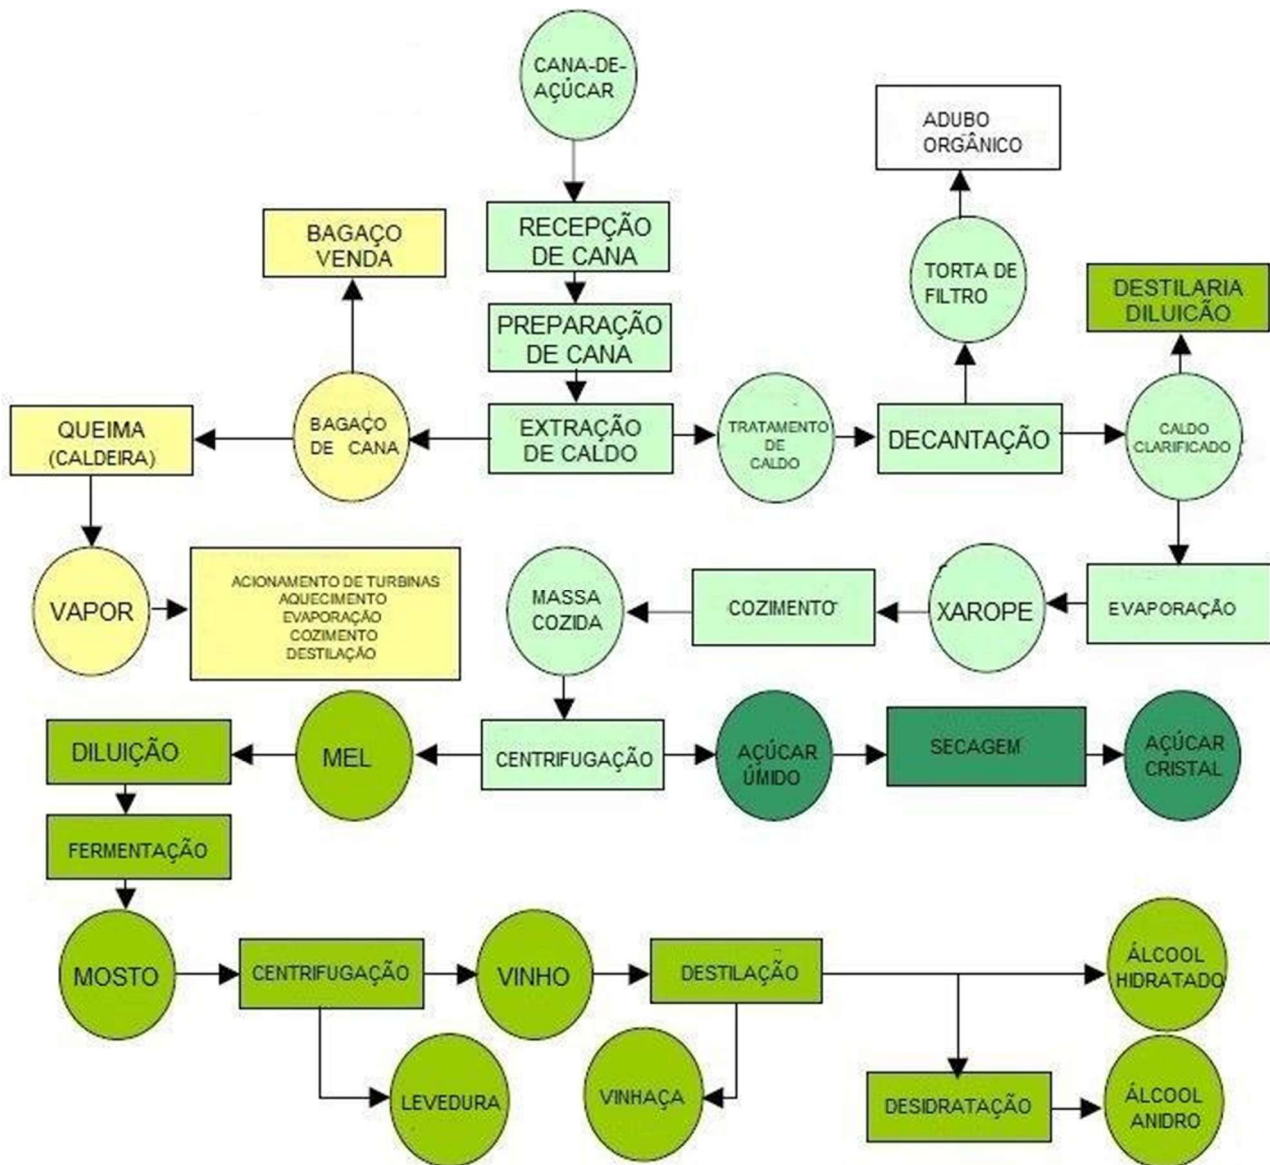 CANA-DE-
AÇÚCAR
ADUBO
ORGÂNICO
BAGAÇO
VENDA
RECEPÇÃO
DE CANA
TORTA DE
FILTRO
DESTILARIA
DILUICÃO
PREPARAÇÃO
DE CANA
QUEIMA
(CALDEIRA)
BAGAÇO
DE CANA
EXTRAÇÃO
DE CALDO
TRATAMENTO
DE
CALDO
DECANTAÇÃO
CALDO
CLARIFICADO
VAPOR
ACIONAMENTO DE TURBINAS
AQUECIMENTO
EVAPORAÇÃO
COZIMENTO
DESTILAÇÃO
MASSA
COZIDA
COZIMENTO
XAROPE
EVAPORAÇÃO
DILUIÇÃO
MEL
CENTRIFUGAÇÃO
AÇÚCAR
ÚMIDO
SECAGEM
AÇÚCAR
CRISTAL
FERMENTAÇÃO
MOSTO
CENTRIFUGAÇÃO
VINHO
DESTILAÇÃO
ÁLCOOL
HIDRATADO
LEVEDURA
VINHAÇA
DESIDRATAÇÃO
ÁLCOOL
ANIDRO